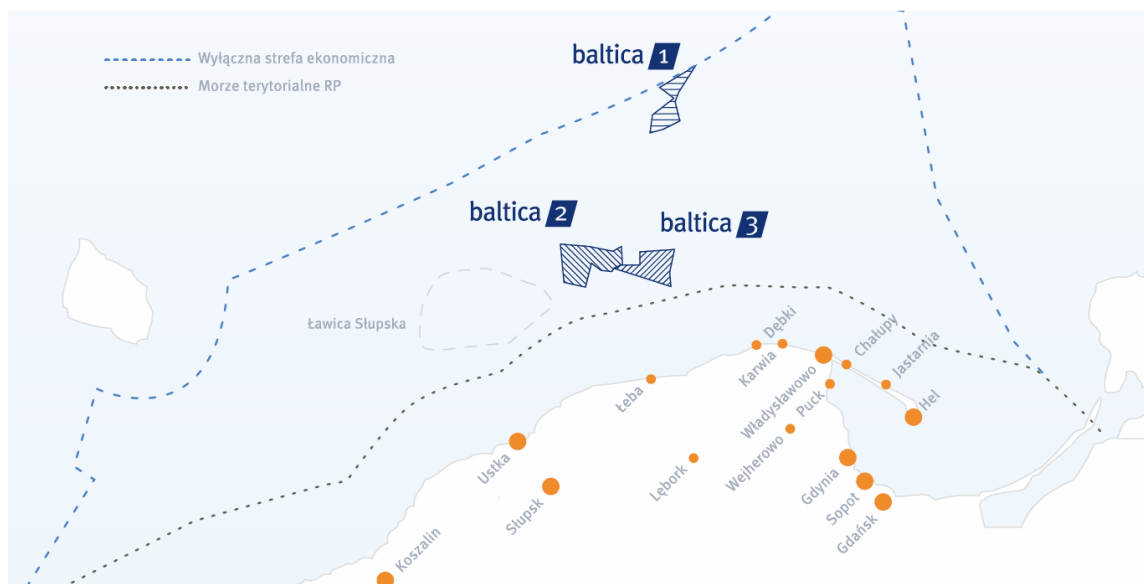 baltica 1
Wyłączna strefa ekonomiczna
Morze terytorialne RP
baltica 2
baltica 3
Ławica Słupska
Dębki
Karwia
Chałupy
Jastarnia
Władysławowo
Puck
Hel
Łeba
Wejherowo
Ustka
Lębork
Gdynia
Słupsk
Sopot
Gdańsk
Koszalin